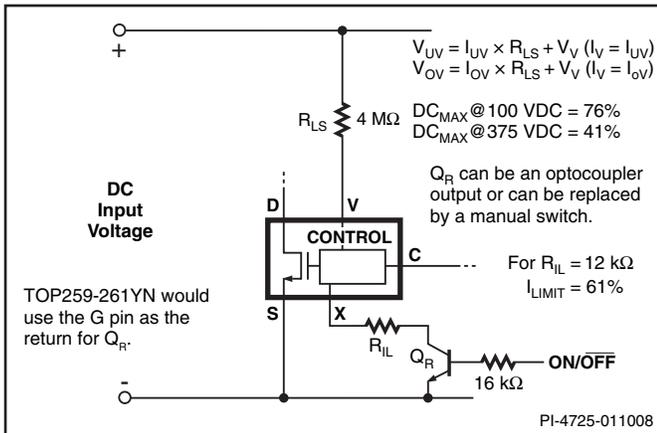 +
V_UV = I_UV × R_LS + V_V (I_V = I_UV)
V_OV = I_OV × R_LS + V_V (I_V = I_oV)
R_LS 4 MΩ
DC_MAX@100 VDC = 76%
DC_MAX@375 VDC = 41%
Q_R can be an optocoupler
output or can be replaced
by a manual switch.
DC
Input
Voltage
D
V
CONTROL
C
For R_IL = 12 kΩ
I_LIMIT = 61%
TOP259-261YN would
use the G pin as the
return for Q_R.
S
X
R_IL
Q_R
16 kΩ
ON/O̅F̅F̅
-
PI-4725-011008